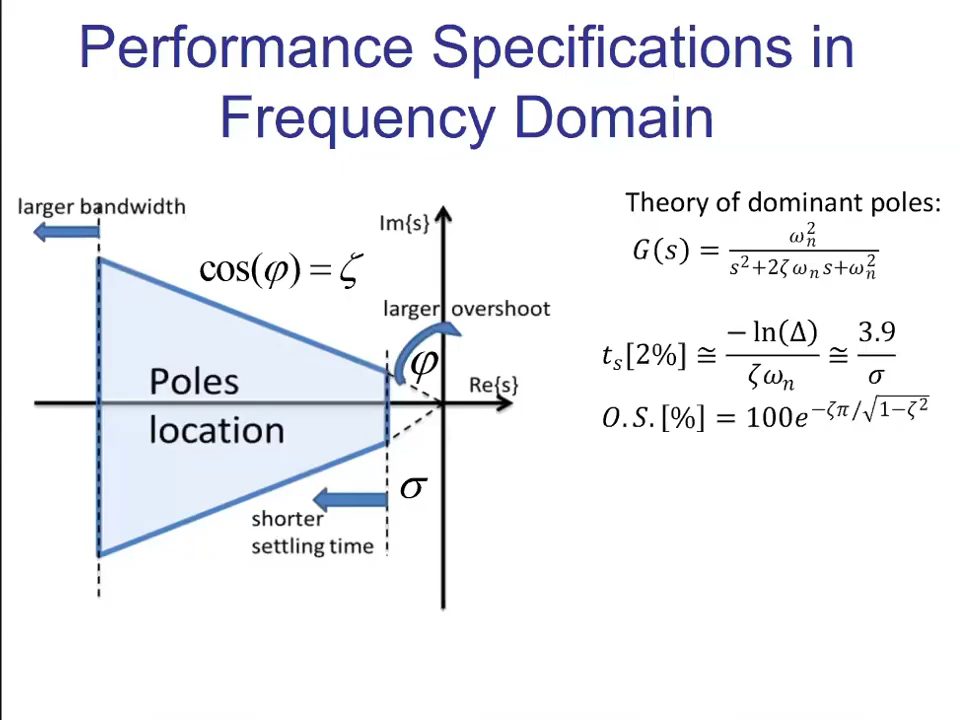 Performance Specifications in
Frequency Domain
larger bandwidth
Im{s}
cos(φ) = ζ
larger overshoot
φ
Re{s}
Poles
location
σ
shorter
settling time
Theory of dominant poles:
G(s) = ω_n^2 / (s^2+2ζω_n s+ω_n^2)
t_s[2%] ≅ −ln(Δ) / (ζω_n) ≅ 3.9 / σ
O.S.[%] = 100e^{−ζπ/√(1−ζ^2)}